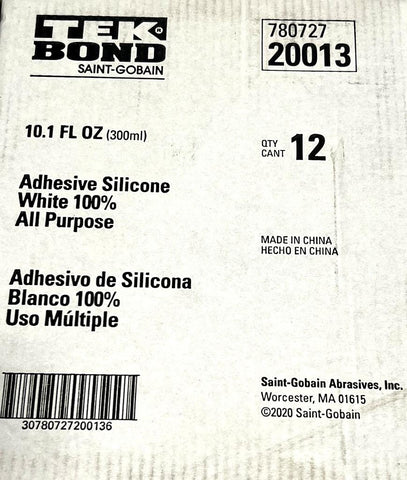 TEK
BOND®
SAINT-GOBAIN
780727
20013
10.1 FL OZ (300ml)
QTY
CANT 12
Adhesive Silicone
White 100%
All Purpose
MADE IN CHINA
HECHO EN CHINA
Adhesivo de Silicona
Blanco 100%
Uso Múltiple
30780727200136
Saint-Gobain Abrasives, Inc.
Worcester, MA 01615
©2020 Saint-Gobain